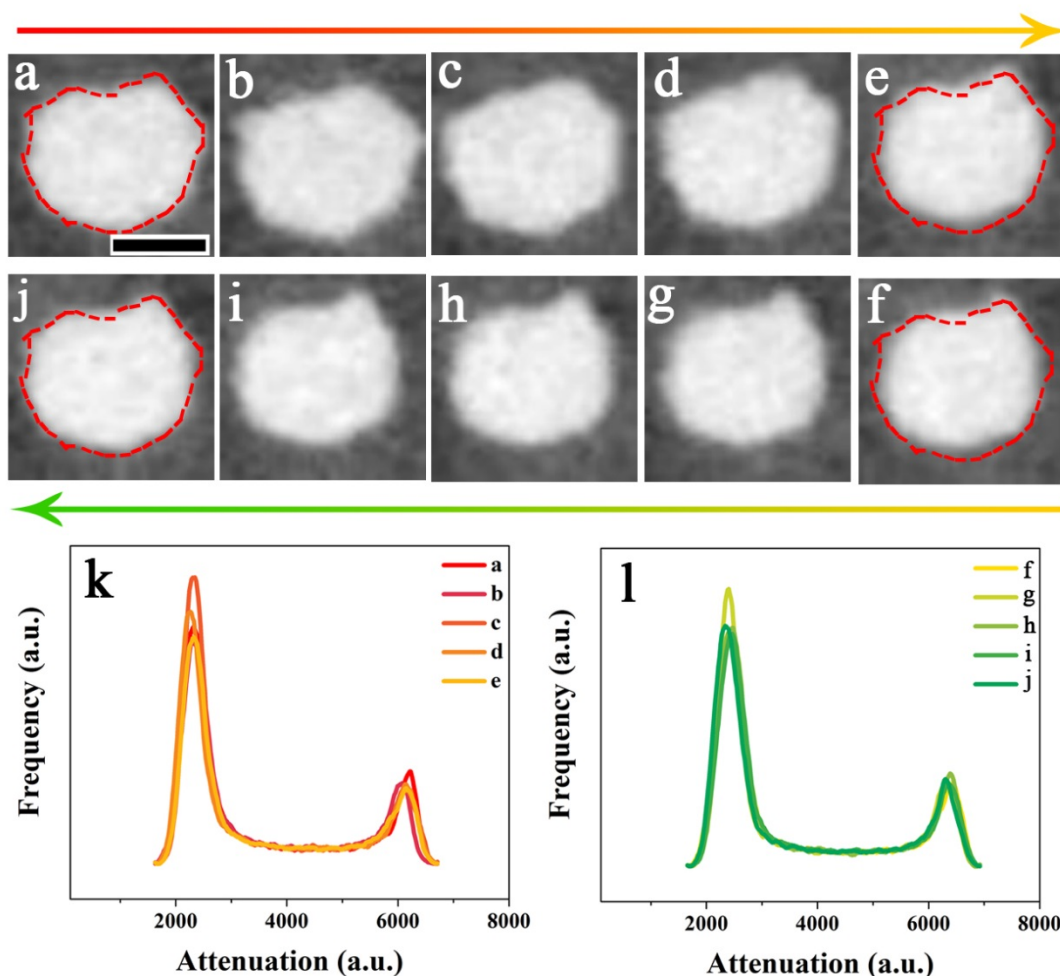 a b c d e
j i h g f
k
a
b
c
d
e
Frequency (a.u.)
2000 4000 6000 8000
Attenuation (a.u.)
l
f
g
h
i
j
Frequency (a.u.)
2000 4000 6000 8000
Attenuation (a.u.)